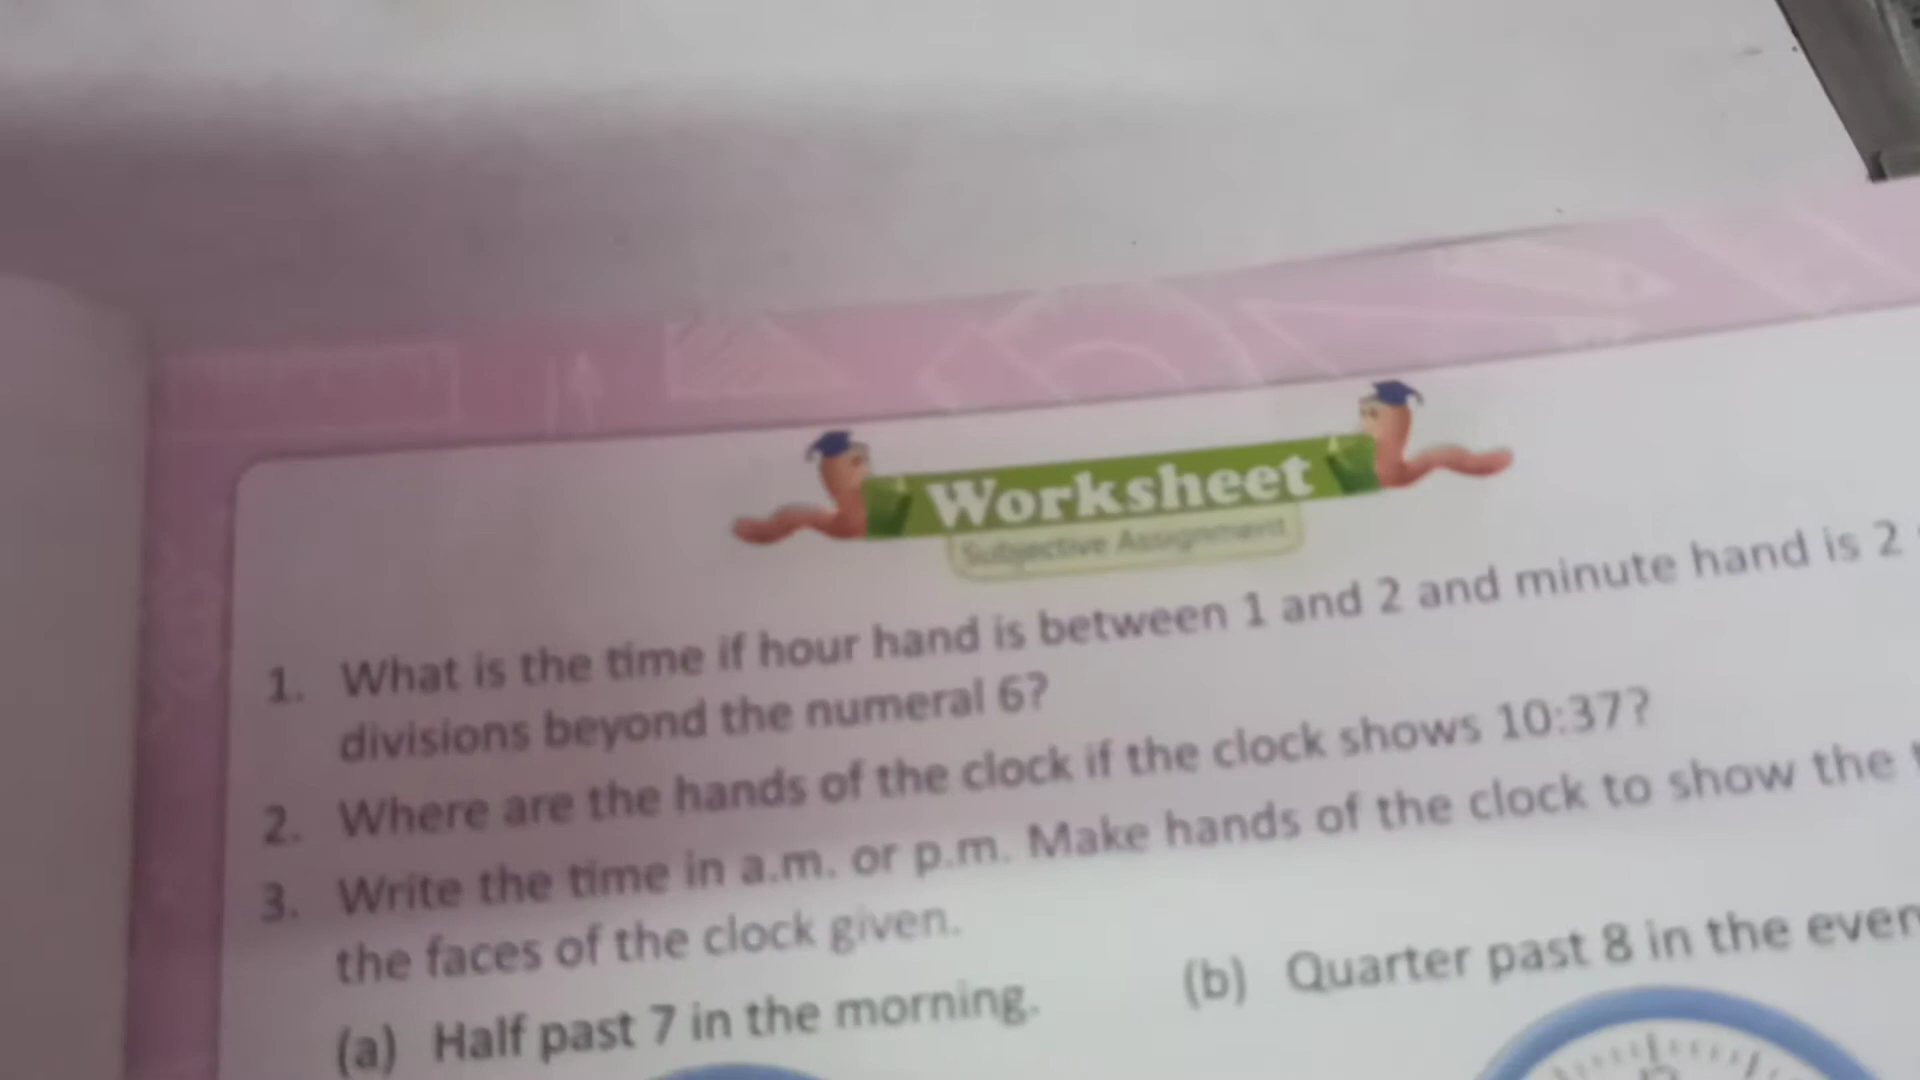 Worksheet
Subjective Assignment
1. What is the time if hour hand is between 1 and 2 and minute hand is 2
divisions beyond the numeral 6?
2. Where are the hands of the clock if the clock shows 10:37?
3. Write the time in a.m. or p.m. Make hands of the clock to show the
the faces of the clock given.
(a) Half past 7 in the morning.
(b) Quarter past 8 in the